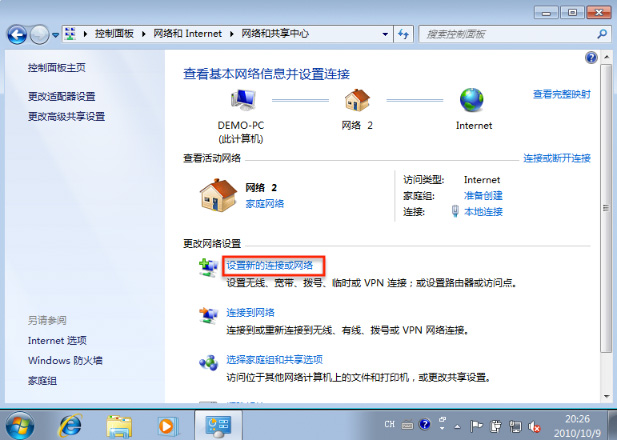 控制面板 网络和 Internet 网络和共享中心
搜索控制面板
控制面板主页
更改适配器设置
更改高级共享设置
查看基本网络信息并设置连接
查看完整映射
DEMO-PC
(此计算机)
网络 2
Internet
查看活动网络
连接或断开连接
网络 2
家庭网络
访问类型: Internet
家庭组: 准备创建
连接: 本地连接
更改网络设置
设置新的连接或网络
设置无线、宽带、拨号、临时或 VPN 连接；或设置路由器或访问点。
连接到网络
连接到或重新连接到无线、有线、拨号或 VPN 网络连接。
选择家庭组和共享选项
访问位于其他网络计算机上的文件和打印机，或更改共享设置。
另请参阅
Internet 选项
Windows 防火墙
家庭组
CH
20:26
2010/10/9